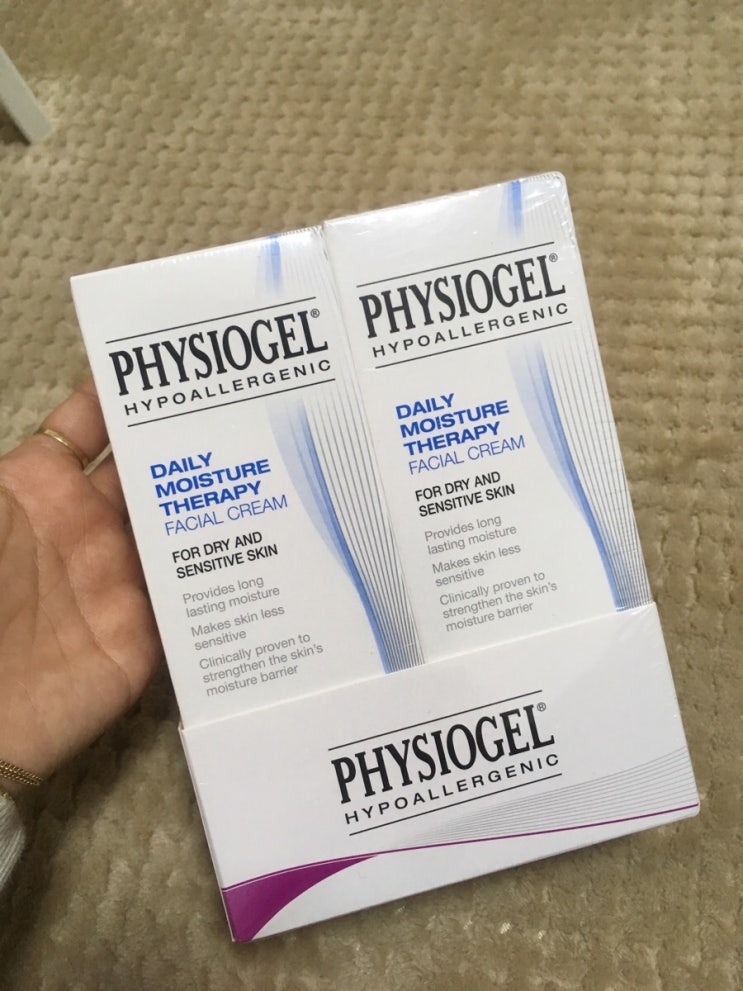 PHYSIOGEL®
HYPOALLERGENIC
DAILY
MOISTURE
THERAPY
FACIAL CREAM
FOR DRY AND
SENSITIVE SKIN
Provides long
lasting moisture
Makes skin less
sensitive
Clinically proven to
strengthen the skin's
moisture barrier
PHYSIOGEL®
HYPOALLERGENIC
DAILY
MOISTURE
THERAPY
FACIAL CREAM
FOR DRY AND
SENSITIVE SKIN
Provides long
lasting moisture
Makes skin less
sensitive
Clinically proven to
strengthen the skin's
moisture barrier
PHYSIOGEL®
HYPOALLERGENIC